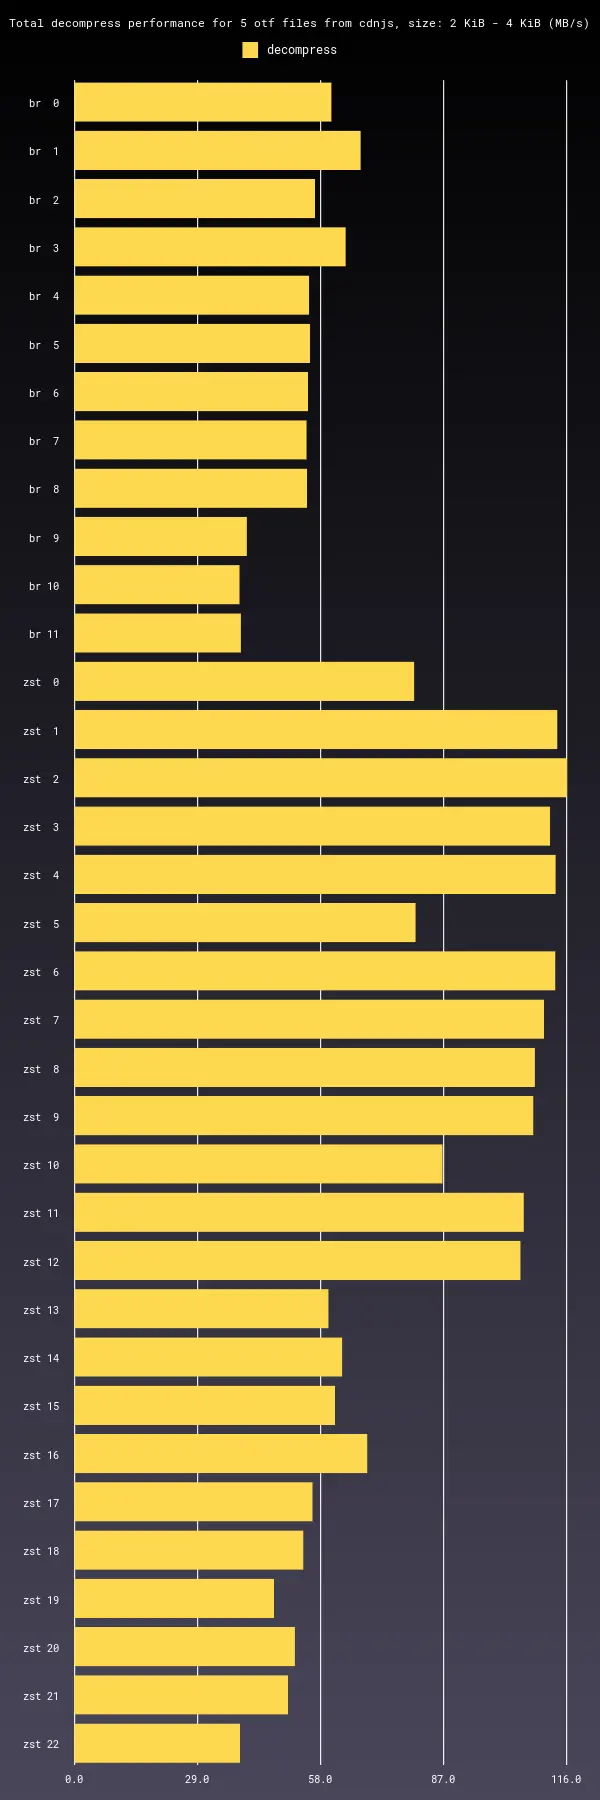 Total decompress performance for 5 otf files from cdnjs, size: 2 KiB - 4 KiB (MB/s)
decompress
br 0
br 1
br 2
br 3
br 4
br 5
br 6
br 7
br 8
br 9
br 10
br 11
zst 0
zst 1
zst 2
zst 3
zst 4
zst 5
zst 6
zst 7
zst 8
zst 9
zst 10
zst 11
zst 12
zst 13
zst 14
zst 15
zst 16
zst 17
zst 18
zst 19
zst 20
zst 21
zst 22
0.0 29.0 58.0 87.0 116.0